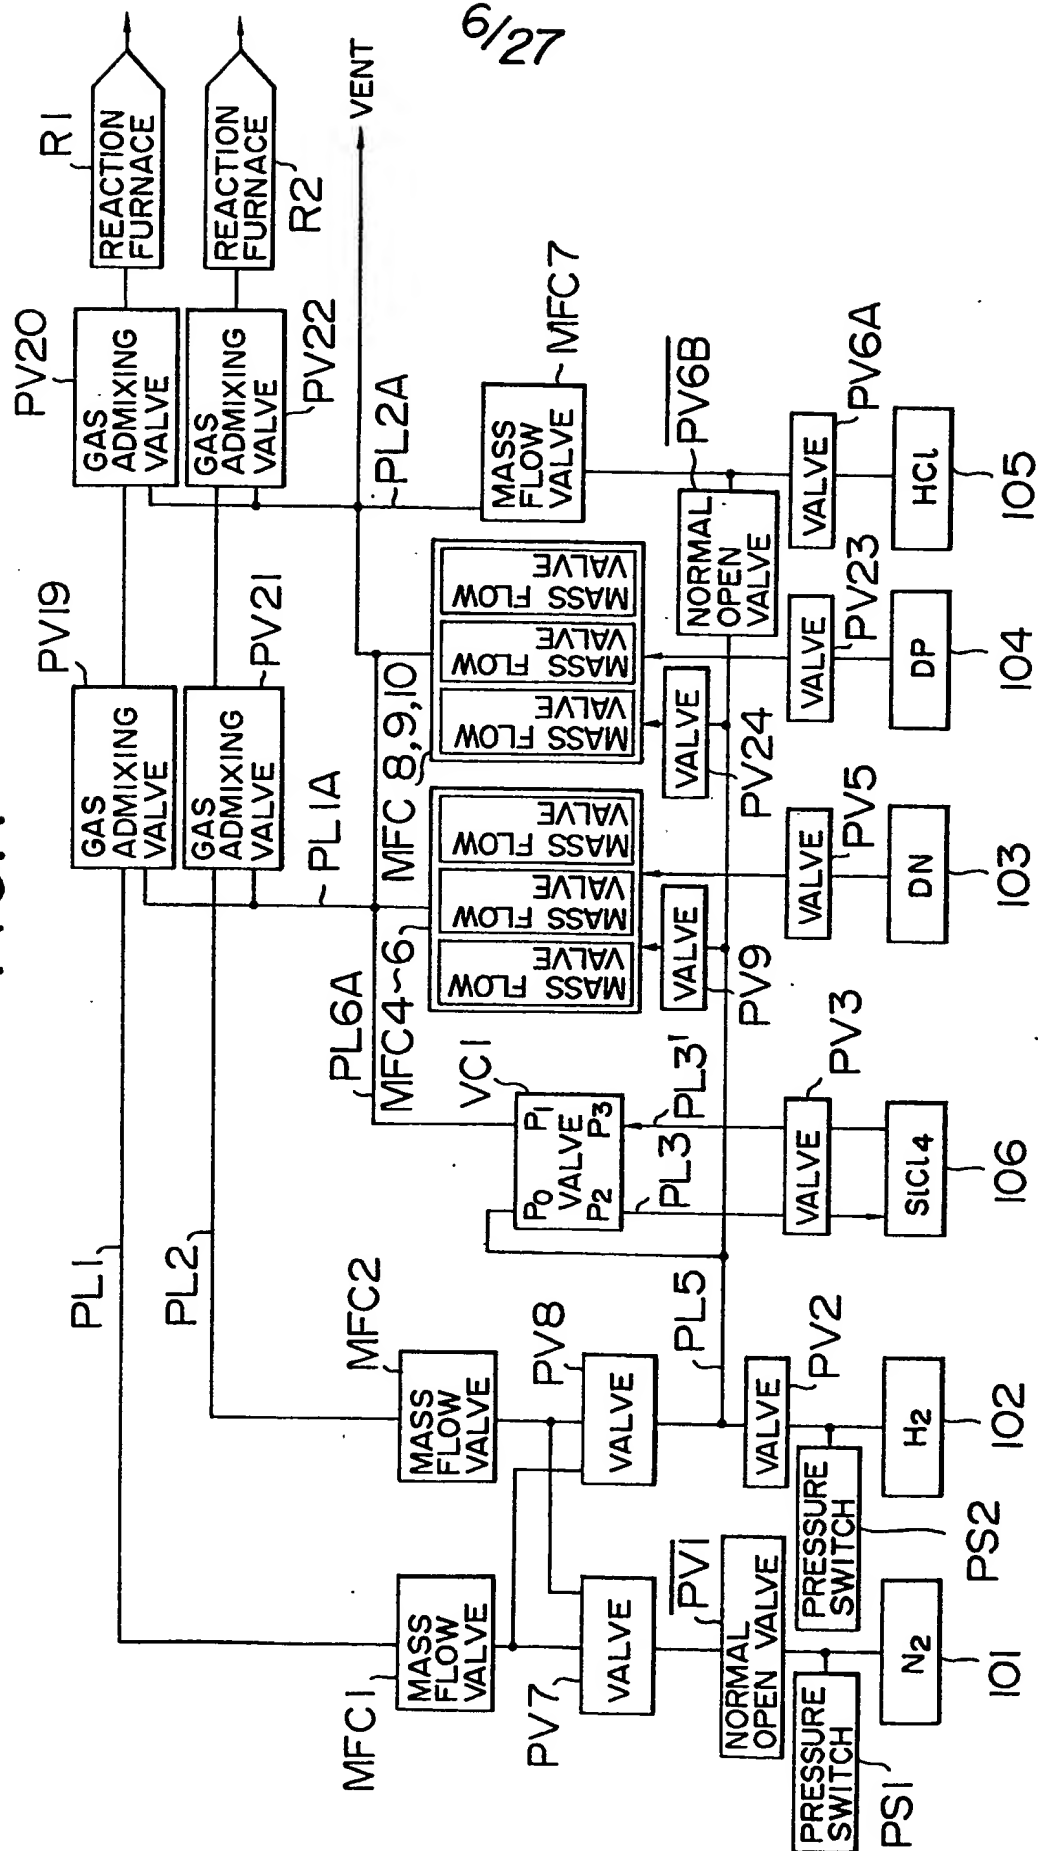 6/27
R1
REACTION
FURNACE
REACTION
FURNACE
R2
VENT
PV20
GAS
ADMIXING
VALVE
GAS
ADMIXING
VALVE
PV22
PL2A
MASS
FLOW
VALVE
MFC7
PV6B
NORMAL
OPEN
VALVE
PV6A
VALVE
HCl
105
PV19
GAS
ADMIXING
VALVE
GAS
ADMIXING
VALVE
PV21
PL1A
MFC 8,9,10
MASS FLOW
VALVE
MASS FLOW
VALVE
MASS FLOW
VALVE
VALVE
PV24
VALVE
PV23
DP
104
PL6A
MFC4~6
MASS FLOW
VALVE
MASS FLOW
VALVE
MASS FLOW
VALVE
VALVE
PV9
VALVE
PV5
DN
103
VC1
P0 P1
VALVE
P2 P3
PL3
PL3'
VALVE
PV3
SiCl4
106
PL1
PL2
MFC2
MASS
FLOW
VALVE
PV8
VALVE
PL5
VALVE
PV2
PRESSURE
SWITCH
PS2
H2
102
MFC1
MASS
FLOW
VALVE
PV7
VALVE
PV1
NORMAL
OPEN VALVE
PRESSURE
SWITCH
PS1
N2
101